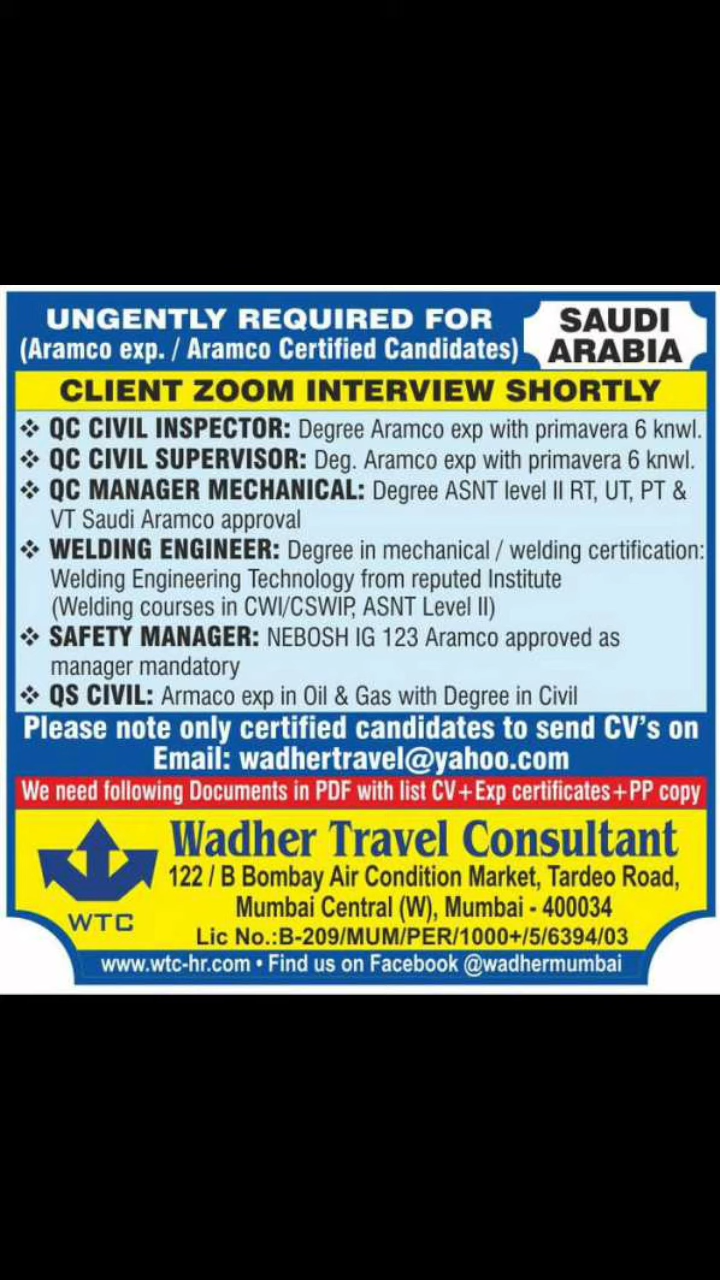 UNGENTLY REQUIRED FOR
(Aramco exp. / Aramco Certified Candidates)
SAUDI
ARABIA
CLIENT ZOOM INTERVIEW SHORTLY
❖ QC CIVIL INSPECTOR: Degree Aramco exp with primavera 6 knwl.
❖ QC CIVIL SUPERVISOR: Deg. Aramco exp with primavera 6 knwl.
❖ QC MANAGER MECHANICAL: Degree ASNT level II RT, UT, PT &
VT Saudi Aramco approval
❖ WELDING ENGINEER: Degree in mechanical / welding certification:
Welding Engineering Technology from reputed Institute
(Welding courses in CWI/CSWIP, ASNT Level II)
❖ SAFETY MANAGER: NEBOSH IG 123 Aramco approved as
manager mandatory
❖ QS CIVIL: Armaco exp in Oil & Gas with Degree in Civil
Please note only certified candidates to send CV's on
Email: wadhertravel@yahoo.com
We need following Documents in PDF with list CV+Exp certificates+PP copy
Wadher Travel Consultant
122 / B Bombay Air Condition Market, Tardeo Road,
Mumbai Central (W), Mumbai - 400034
WTC
Lic No.:B-209/MUM/PER/1000+/5/6394/03
www.wtc-hr.com • Find us on Facebook @wadhermumbai